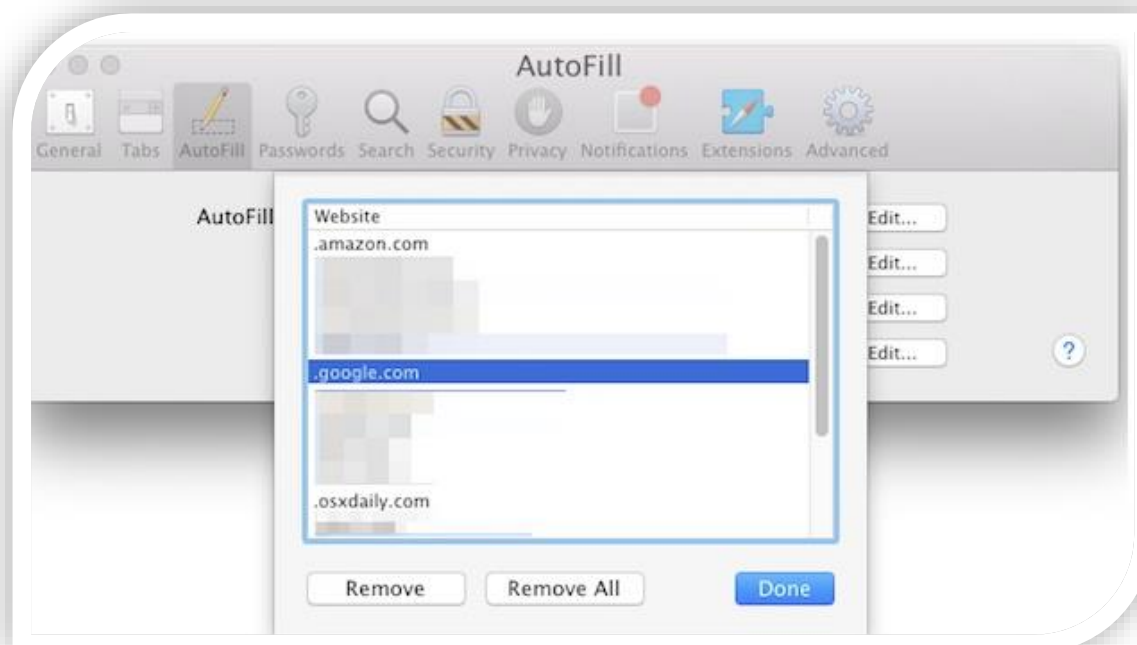 AutoFill
General Tabs AutoFill Passwords Search Security Privacy Notifications Extensions Advanced
AutoFill
Website
.amazon.com
.google.com
.osxdaily.com
Edit...
Edit...
Edit...
Edit...
?
Remove Remove All Done